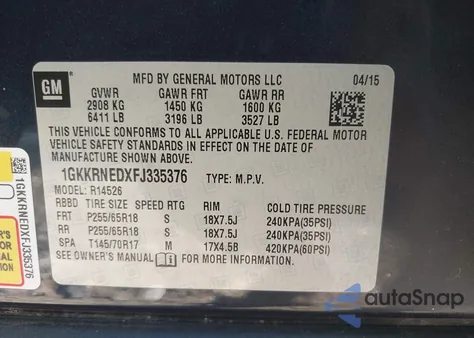 GM
MFD BY GENERAL MOTORS LLC 04/15
GVWR GAWR FRT GAWR RR
2908 KG 1450 KG 1600 KG
6411 LB 3196 LB 3527 LB
THIS VEHICLE CONFORMS TO ALL APPLICABLE U.S. FEDERAL MOTOR
VEHICLE SAFETY STANDARDS IN EFFECT ON THE DATE OF
MANUFACTURE SHOWN ABOVE.
1GKKRNEDXFJ335376 TYPE: M.P.V.
MODEL: R14526
RBBD TIRE SIZE SPEED RTG RIM COLD TIRE PRESSURE
FRT P255/65R18 S 18X7.5J 240KPA(35PSI)
RR P255/65R18 S 18X7.5J 240KPA(35PSI)
SPA T145/70R17 M 17X4.5B 420KPA(60PSI)
SEE OWNER'S MANUAL FOR MORE INFORMATION.
1GKKRNEDXFJ335376
autoSnap